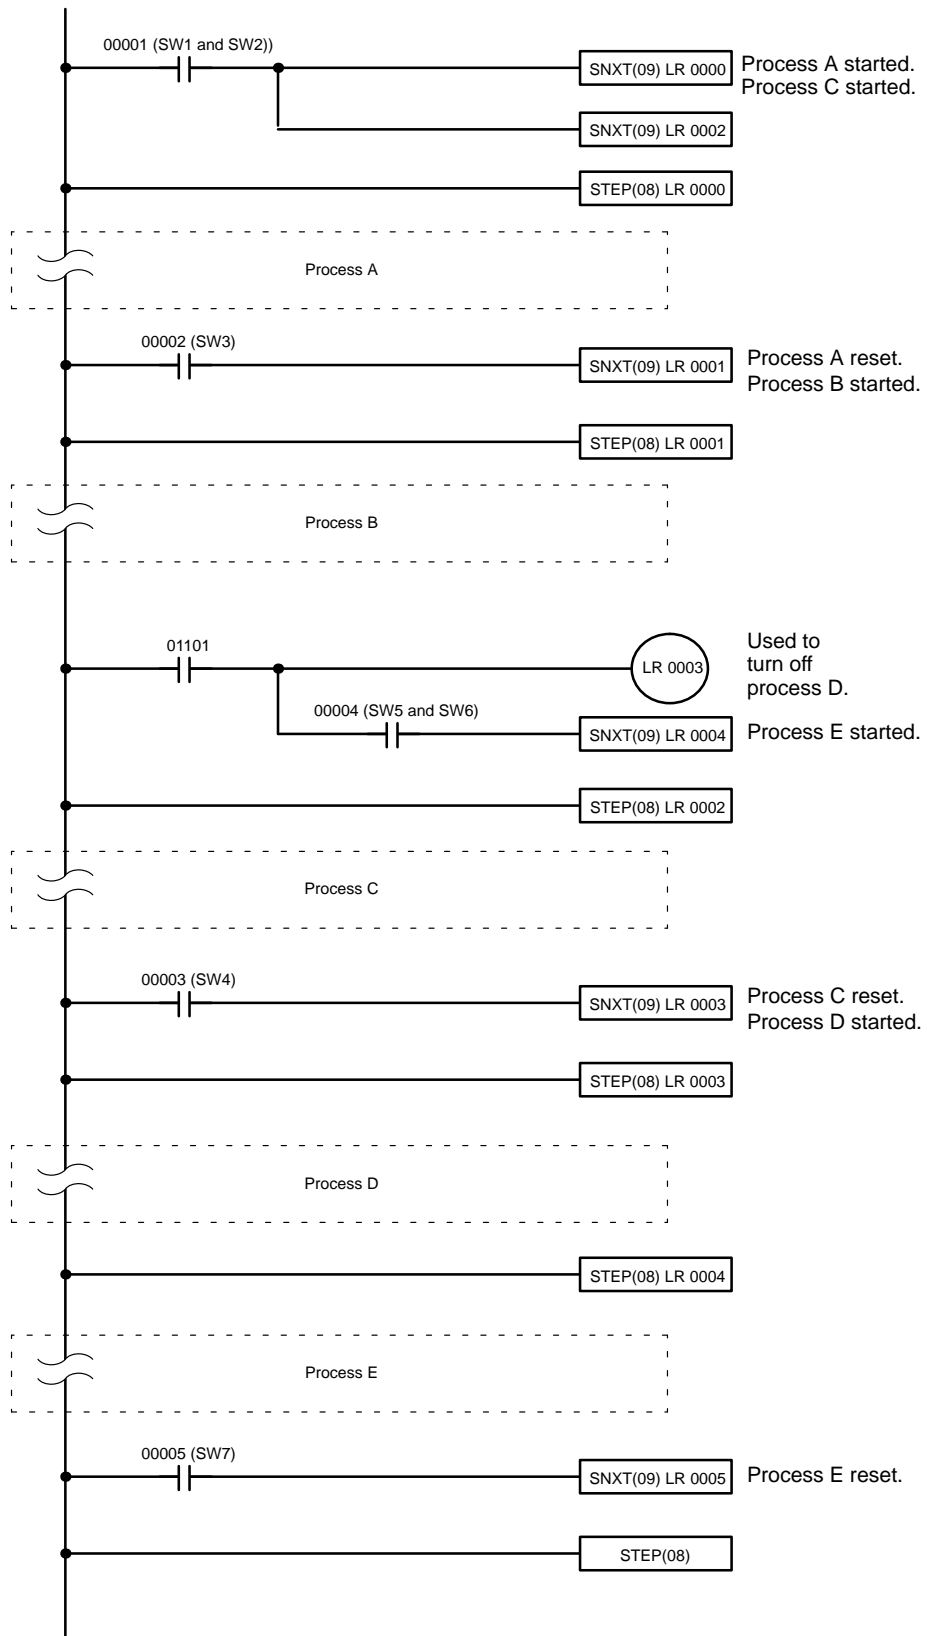 00001 (SW1 and SW2))
SNXT(09) LR 0000
Process A started.
Process C started.
SNXT(09) LR 0002
STEP(08) LR 0000
Process A
00002 (SW3)
SNXT(09) LR 0001
Process A reset.
Process B started.
STEP(08) LR 0001
Process B
01101
LR 0003
Used to
turn off
process D.
00004 (SW5 and SW6)
SNXT(09) LR 0004
Process E started.
STEP(08) LR 0002
Process C
00003 (SW4)
SNXT(09) LR 0003
Process C reset.
Process D started.
STEP(08) LR 0003
Process D
STEP(08) LR 0004
Process E
00005 (SW7)
SNXT(09) LR 0005
Process E reset.
STEP(08)